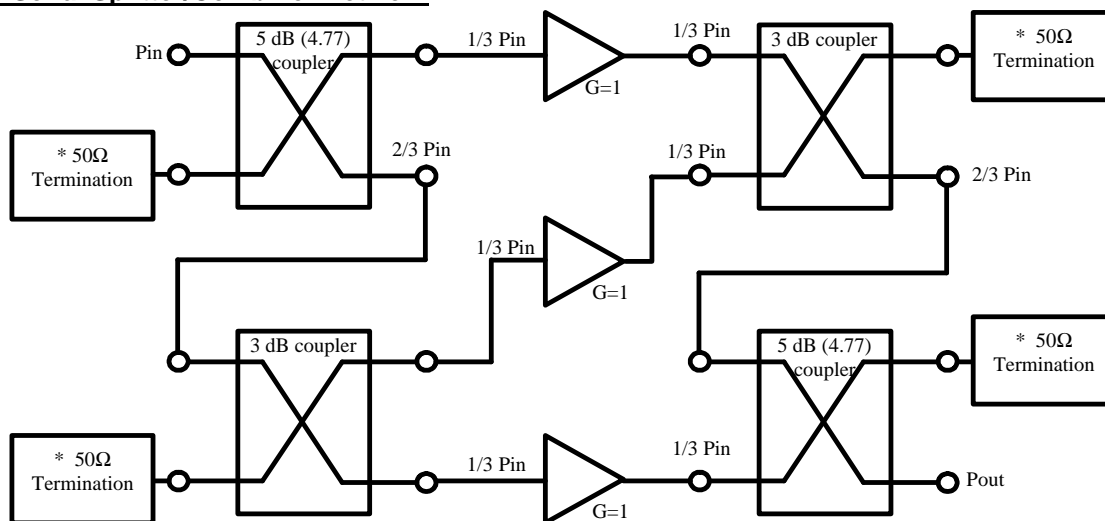 5 dB (4.77)
coupler
3 dB coupler
* 50Ω
Termination
Pin
1/3 Pin
1/3 Pin
G=1
* 50Ω
Termination
2/3 Pin
1/3 Pin
2/3 Pin
1/3 Pin
G=1
3 dB coupler
5 dB (4.77)
coupler
* 50Ω
Termination
* 50Ω
Termination
1/3 Pin
1/3 Pin
G=1
Pout